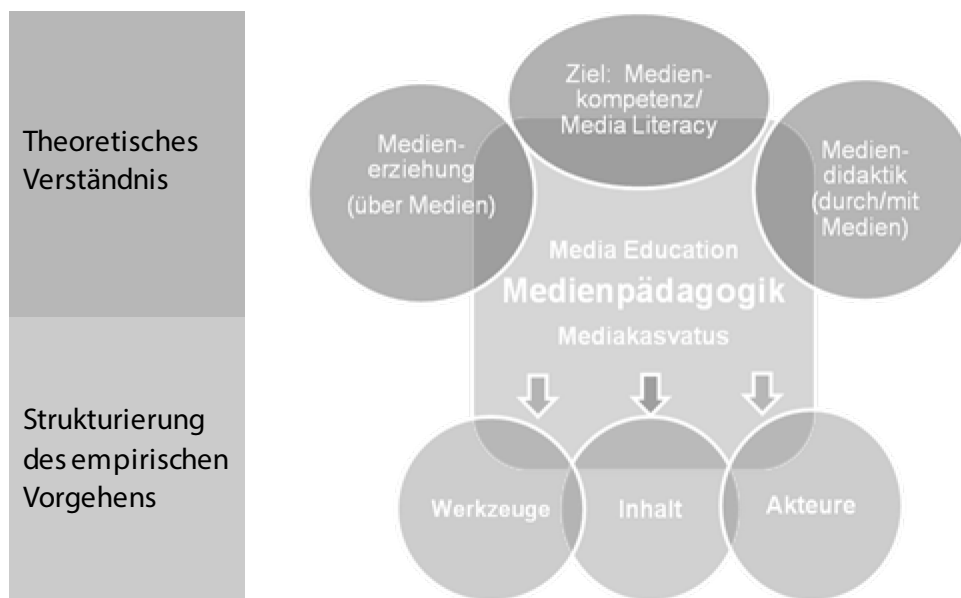 Theoretisches
Verständnis
Strukturierung
des empirischen
Vorgehens
Ziel: Medien-
kompetenz/
Media Literacy
Medien-
erziehung
(über Medien)
Medien-
didaktik
(durch/mit
Medien)
Media Education
Medienpädagogik
Mediakasvatus
Werkzeuge
Inhalt
Akteure